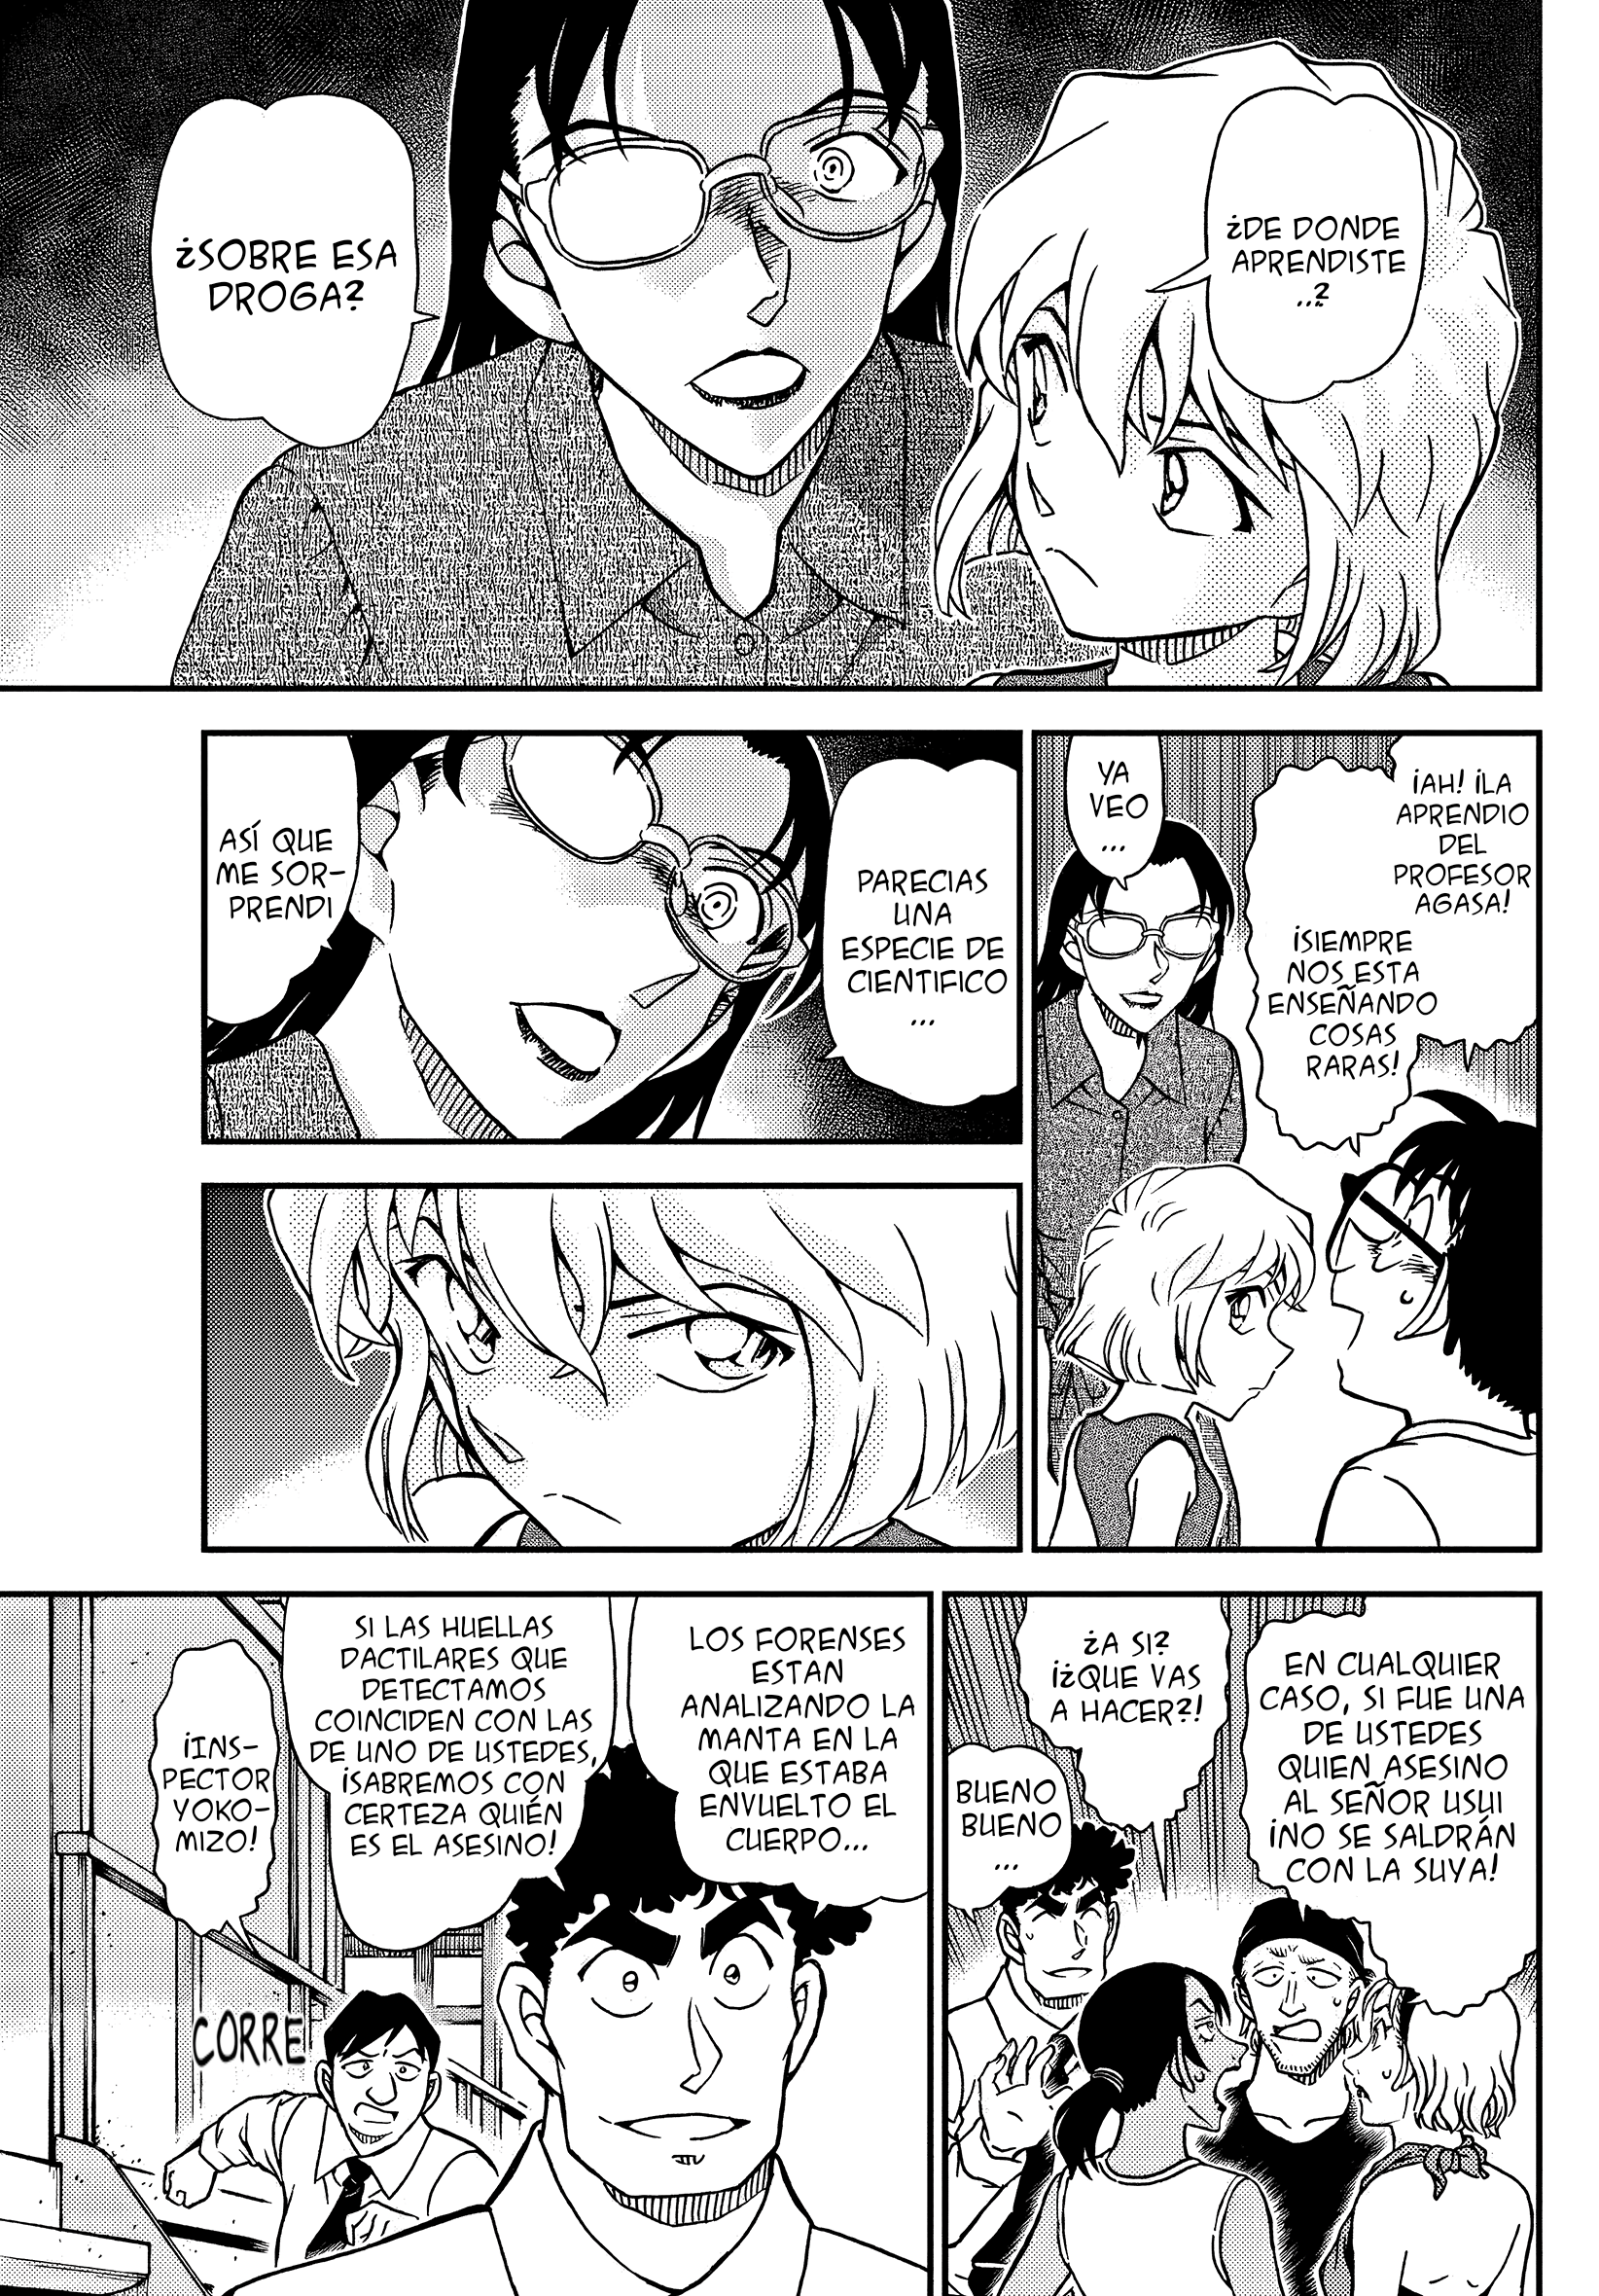 ¿DE DONDE
APRENDISTE
...?
¿SOBRE ESA
DROGA?
¡AH! ¡LA
APRENDIO
DEL
PROFESOR
AGASA!
¡SIEMPRE
NOS ESTA
ENSEÑANDO
COSAS
RARAS!
YA
VEO
...
PARECIAS
UNA
ESPECIE DE
CIENTIFICO
...
ASÍ QUE
ME SOR-
PRENDI
EN CUALQUIER
CASO, SI FUE UNA
DE USTEDES
QUIEN ASESINO
AL SEÑOR USUI
¡NO SE SALDRÁN
CON LA SUYA!
¿A SI?
¡¿QUE VAS
A HACER?!
BUENO
BUENO
...
LOS FORENSES
ESTAN
ANALIZANDO LA
MANTA EN LA
QUE ESTABA
ENVUELTO EL
CUERPO...
SI LAS HUELLAS
DACTILARES QUE
DETECTAMOS
COINCIDEN CON LAS
DE UNO DE USTEDES,
¡SABREMOS CON
CERTEZA QUIÉN
ES EL ASESINO!
¡INS-
PECTOR
YOKO-
MIZO!
CORRE